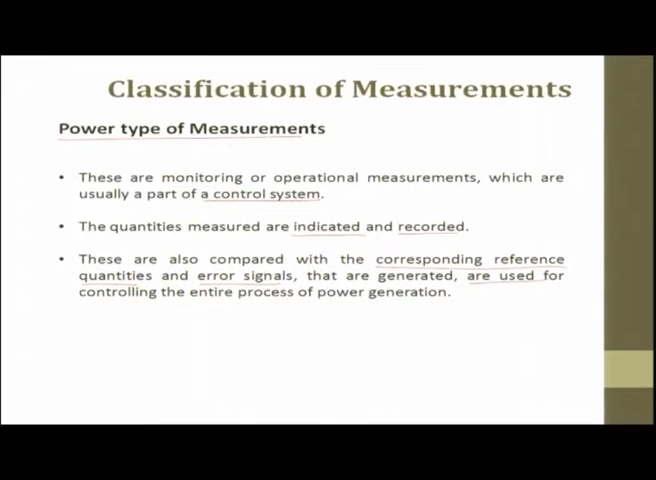 Classification of Measurements
Power type of Measurements
• These are monitoring or operational measurements, which are
usually a part of a control system.
• The quantities measured are indicated and recorded.
• These are also compared with the corresponding reference
quantities and error signals, that are generated, are used for
controlling the entire process of power generation.